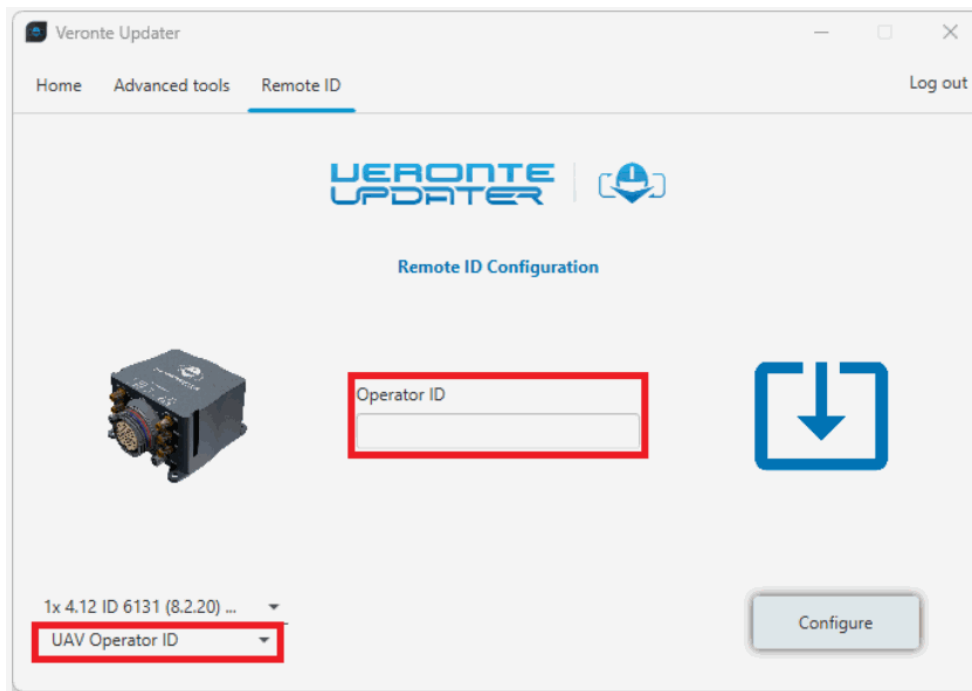 Veronte Updater
Home Advanced tools Remote ID Log out
VERONTE
UPDATER
Remote ID Configuration
Operator ID
1x 4.12 ID 6131 (8.2.20) ...
UAV Operator ID
Configure